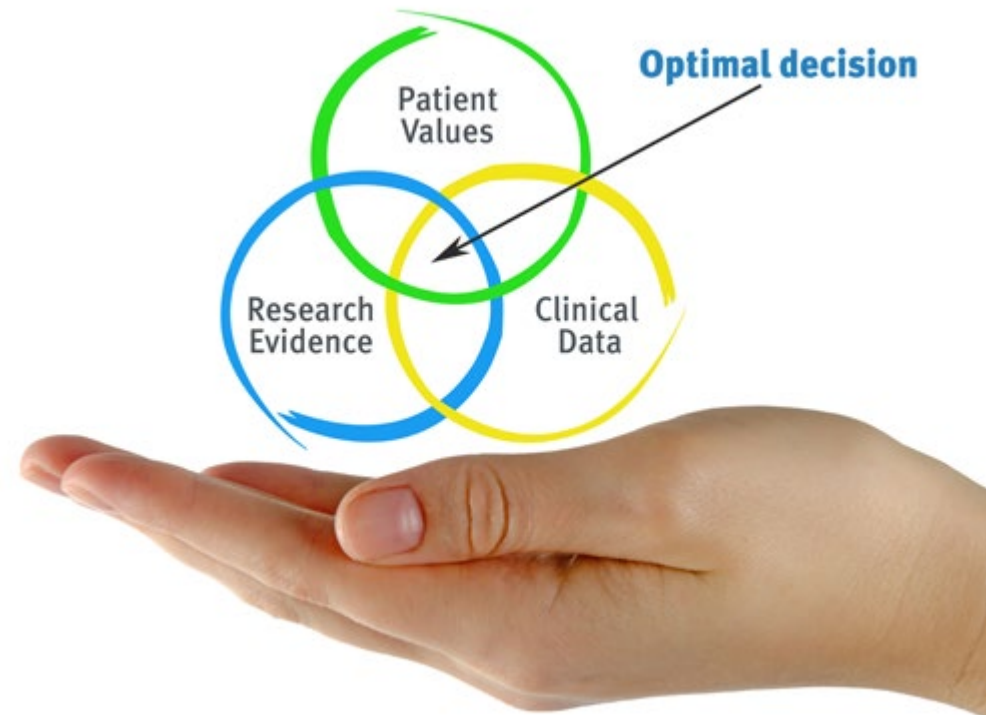 Optimal decision
Patient
Values
Research
Evidence
Clinical
Data